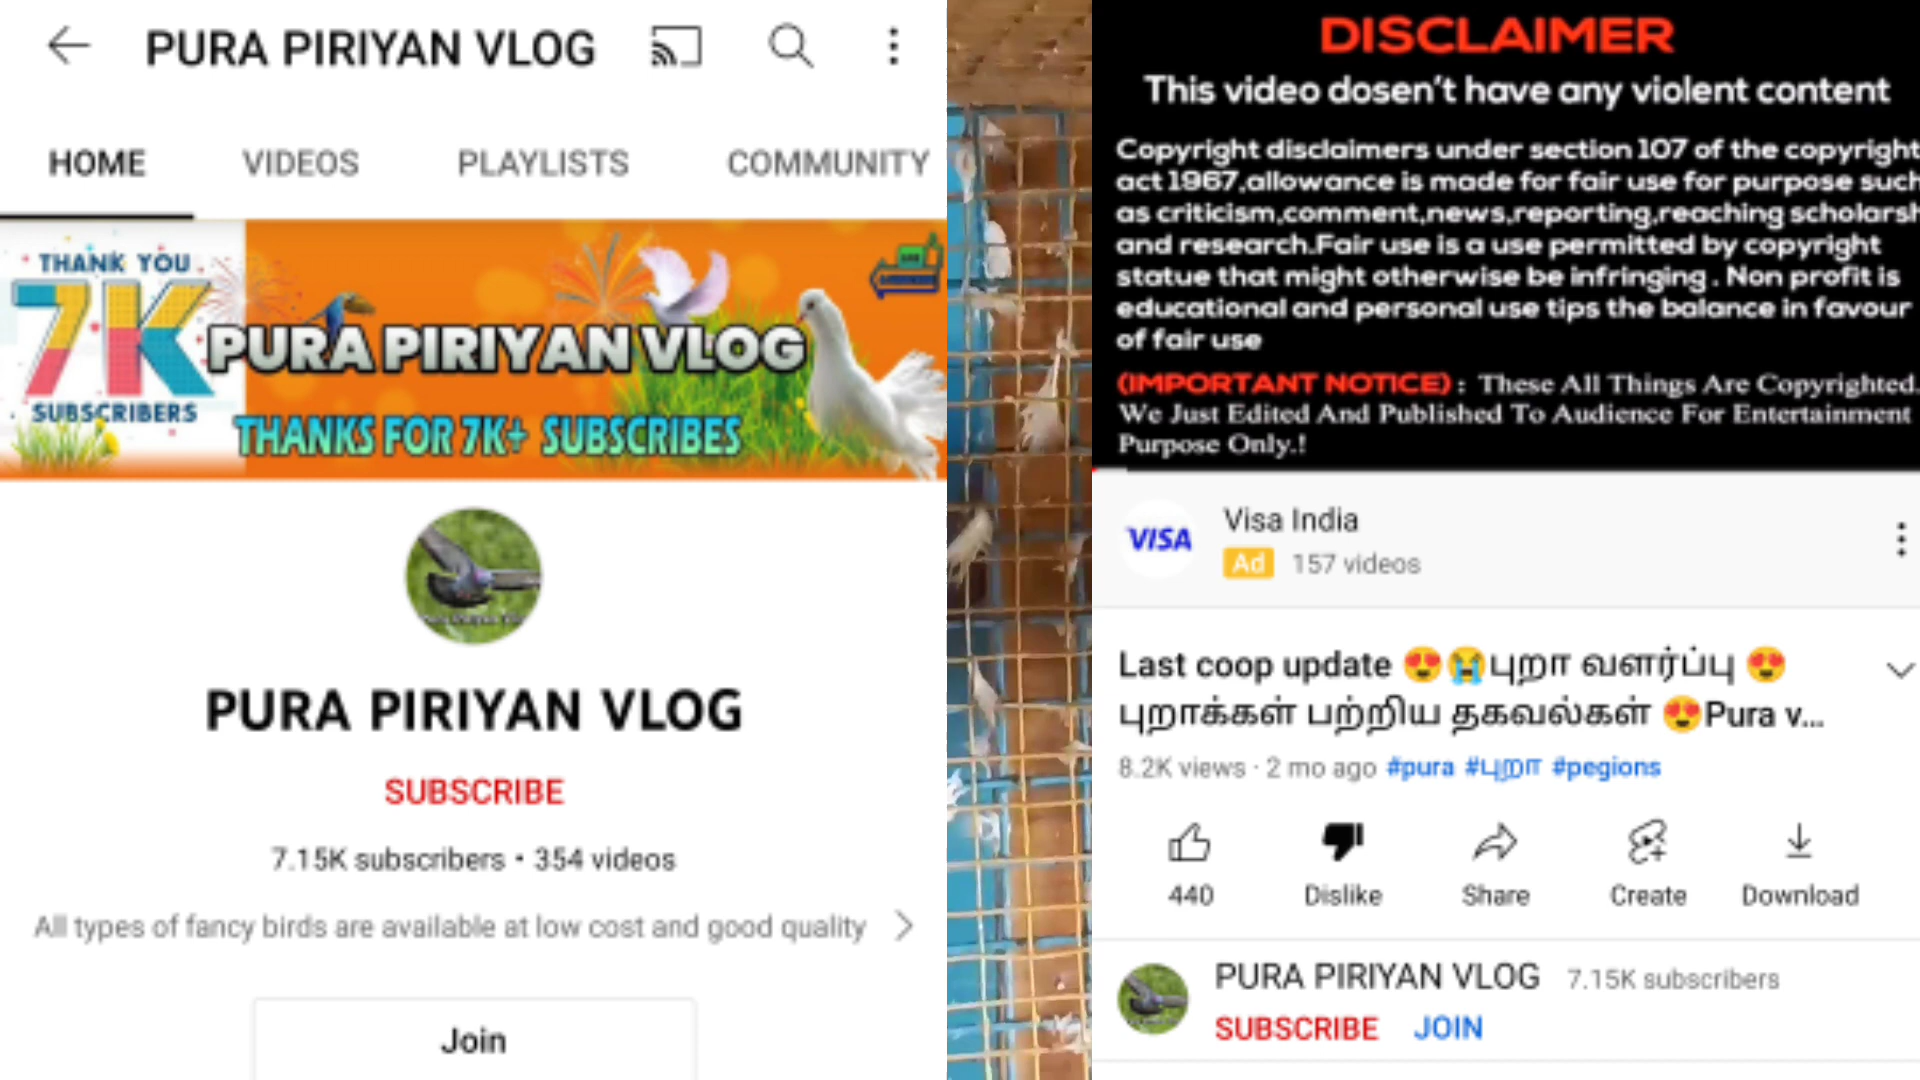 PURA PIRIYAN VLOG
HOME VIDEOS PLAYLISTS COMMUNITY
THANK YOU
7K
SUBSCRIBERS
PURA PIRIYAN VLOG
THANKS FOR 7K+ SUBSCRIBES
PURA PIRIYAN VLOG
SUBSCRIBE
7.15K subscribers • 354 videos
All types of fancy birds are available at low cost and good quality
Join
DISCLAIMER
This video dosen't have any violent content
Copyright disclaimers under section 107 of the copyright
act 1967,allowance is made for fair use for purpose such
as criticism,comment,news,reporting,reaching scholarsh
and research.Fair use is a use permitted by copyright
statue that might otherwise be infringing . Non profit is
educational and personal use tips the balance in favour
of fair use
(IMPORTANT NOTICE) : These All Things Are Copyrighted.
We Just Edited And Published To Audience For Entertainment
Purpose Only.!
VISA
Visa India
Ad 157 videos
Last coop update 😍😭புறா வளர்ப்பு 😍
புறாக்கள் பற்றிய தகவல்கள் 😍Pura v...
8.2K views · 2 mo ago #pura #புறா #pegions
440 Dislike Share Create Download
PURA PIRIYAN VLOG 7.15K subscribers
SUBSCRIBE JOIN